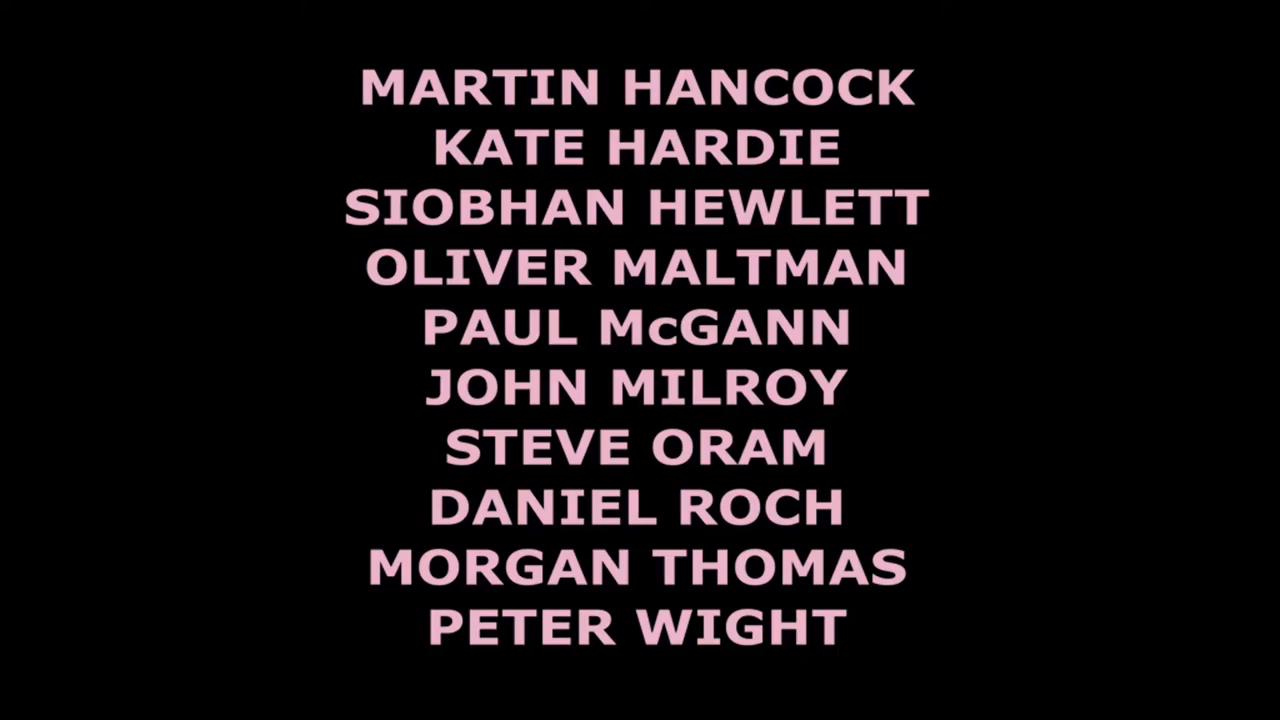 MARTIN HANCOCK
KATE HARDIE
SIOBHAN HEWLETT
OLIVER MALTMAN
PAUL McGANN
JOHN MILROY
STEVE ORAM
DANIEL ROCH
MORGAN THOMAS
PETER WIGHT